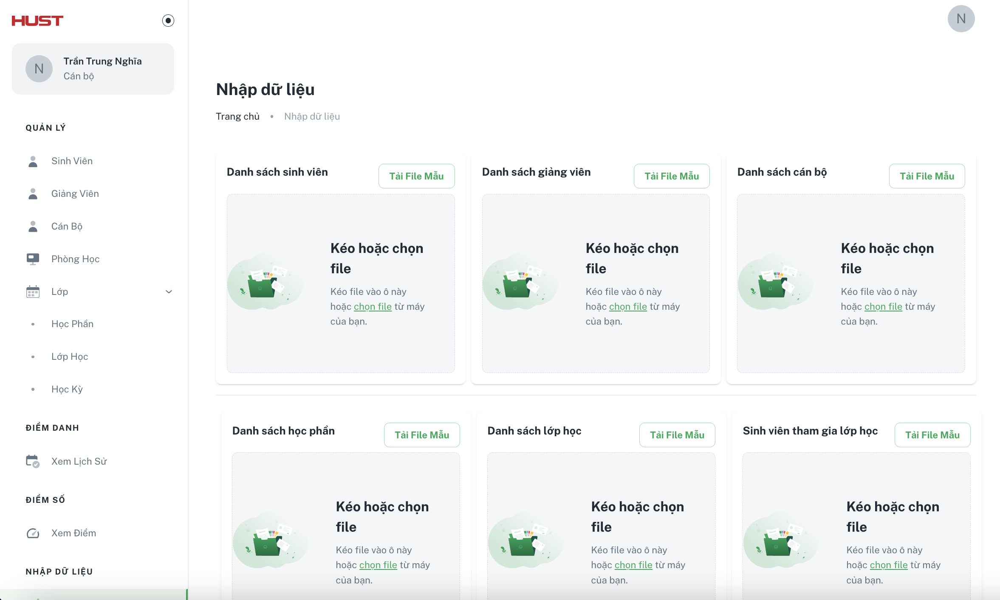 HUST
N
Trần Trung Nghĩa
Cán bộ
QUẢN LÝ
Sinh Viên
Giảng Viên
Cán Bộ
Phòng Học
Lớp
Học Phần
Lớp Học
Học Kỳ
ĐIỂM DANH
Xem Lịch Sử
ĐIỂM SỐ
Xem Điểm
NHẬP DỮ LIỆU
N
Nhập dữ liệu
Trang chủ • Nhập dữ liệu
Danh sách sinh viên
Tải File Mẫu
Kéo hoặc chọn
file
Kéo file vào ô này
hoặc chọn file từ máy
của bạn.
Danh sách giảng viên
Tải File Mẫu
Kéo hoặc chọn
file
Kéo file vào ô này
hoặc chọn file từ máy
của bạn.
Danh sách cán bộ
Tải File Mẫu
Kéo hoặc chọn
file
Kéo file vào ô này
hoặc chọn file từ máy
của bạn.
Danh sách học phần
Tải File Mẫu
Kéo hoặc chọn
file
Kéo file vào ô này
hoặc chọn file từ máy
của bạn.
Danh sách lớp học
Tải File Mẫu
Kéo hoặc chọn
file
Kéo file vào ô này
hoặc chọn file từ máy
của bạn.
Sinh viên tham gia lớp học
Tải File Mẫu
Kéo hoặc chọn
file
Kéo file vào ô này
hoặc chọn file từ máy
của bạn.